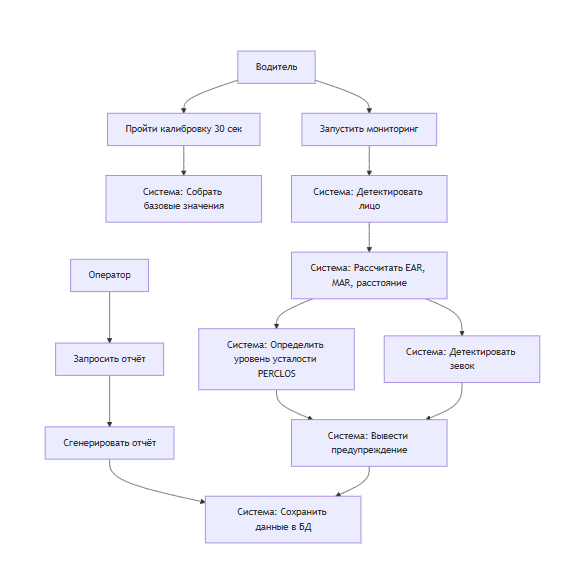 Водитель
Пройти калибровку 30 сек
Запустить мониторинг
Система: Собрать
базовые значения
Система: Детектировать
лицо
Оператор
Система: Рассчитать EAR,
MAR, расстояние
Запросить отчёт
Система: Определить
уровень усталости
PERCLOS
Система: Детектировать
зевок
Сгенерировать отчёт
Система: Вывести
предупреждение
Система: Сохранить
данные в БД